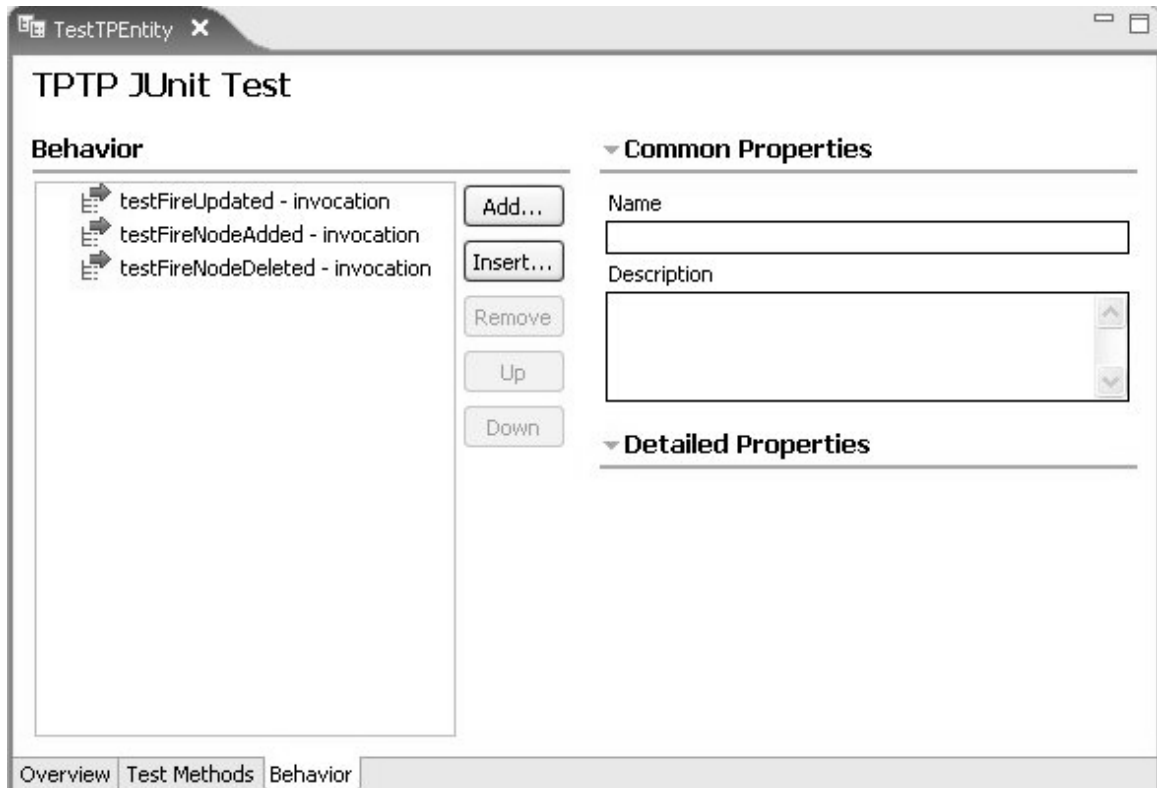 TestTPEntity
TPTP JUnit Test
Behavior
testFireUpdated - invocation
testFireNodeAdded - invocation
testFireNodeDeleted - invocation
Add...
Insert...
Remove
Up
Down
Common Properties
Name
Description
Detailed Properties
Overview Test Methods Behavior